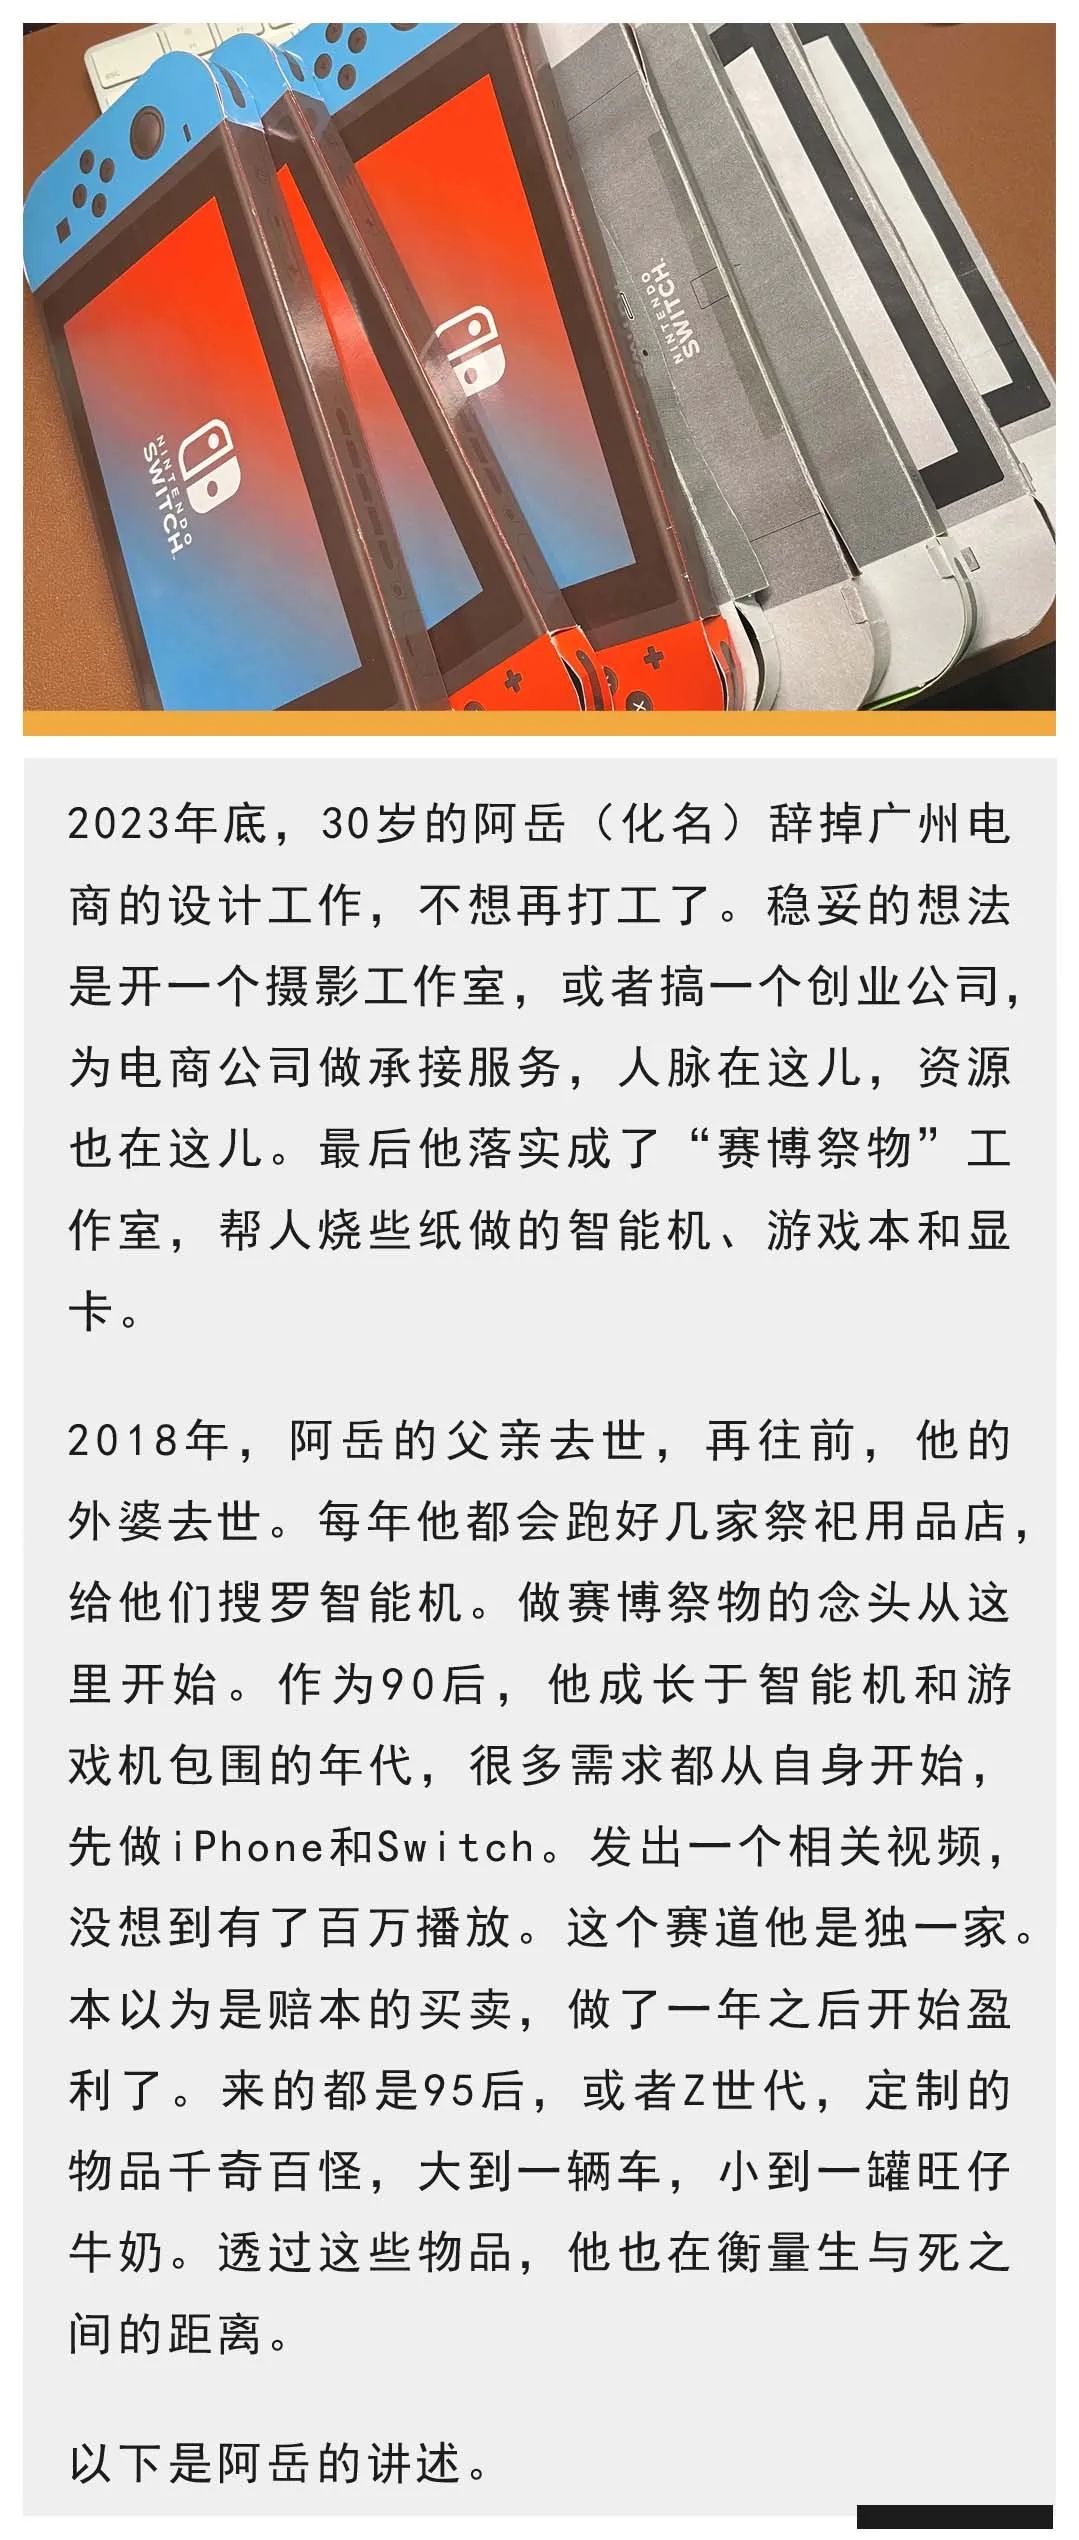 NINTENDO
SWITCH
NINTENDO
SWITCH
2023年底，30岁的阿岳（化名）辞掉广州电
商的设计工作，不想再打工了。稳妥的想法
是开一个摄影工作室，或者搞一个创业公司，
为电商公司做承接服务，人脉在这儿，资源
也在这儿。最后他落实成了“赛博祭物”工
作室，帮人烧些纸做的智能机、游戏本和显
卡。
2018年，阿岳的父亲去世，再往前，他的
外婆去世。每年他都会跑好几家祭祀用品店，
给他们搜罗智能机。做赛博祭物的念头从这
里开始。作为90后，他成长于智能机和游
戏机包围的年代，很多需求都从自身开始，
先做iPhone和Switch。发出一个相关视频，
没想到有了百万播放。这个赛道他是独一家。
本以为是赔本的买卖，做了一年之后开始盈
利了。来的都是95后，或者Z世代，定制的
物品千奇百怪，大到一辆车，小到一罐旺仔
牛奶。透过这些物品，他也在衡量生与死之
间的距离。
以下是阿岳的讲述。